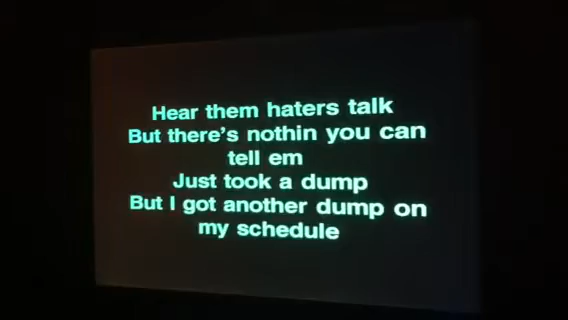 Hear them haters talk
But there's nothin you can
tell em
Just took a dump
But I got another dump on
my schedule